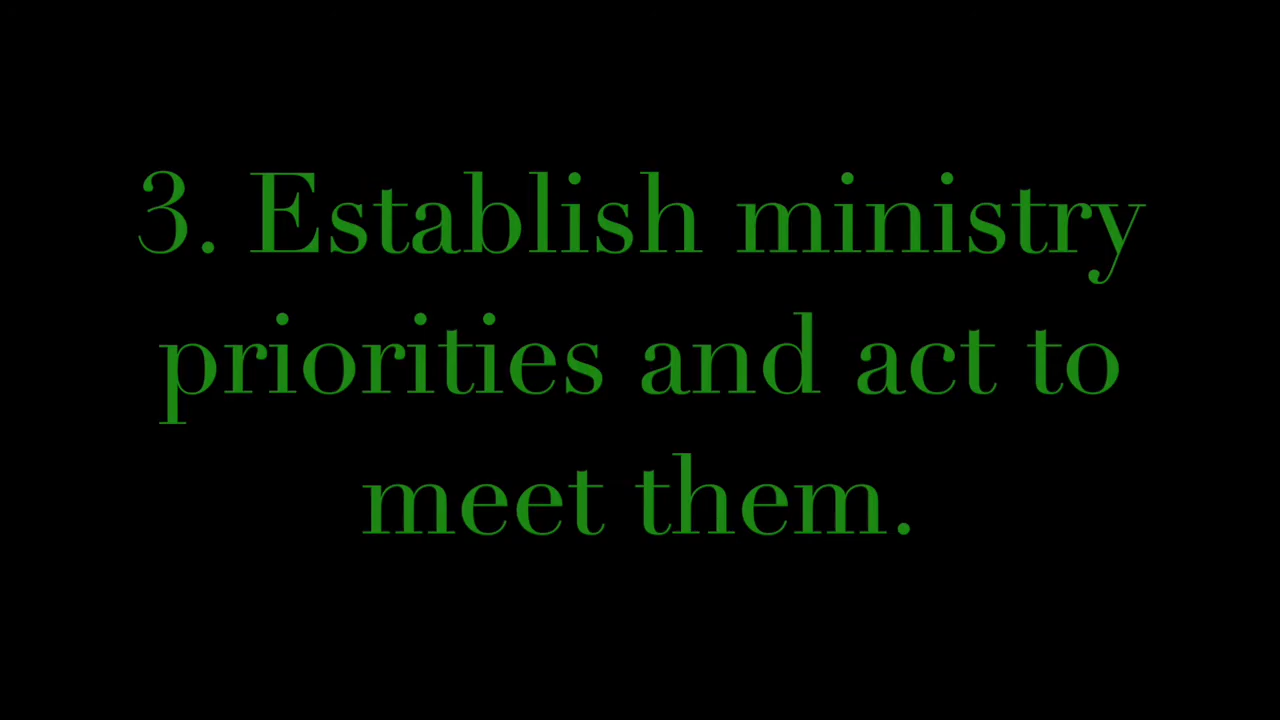 3. Establish ministry
priorities and act to
meet them.